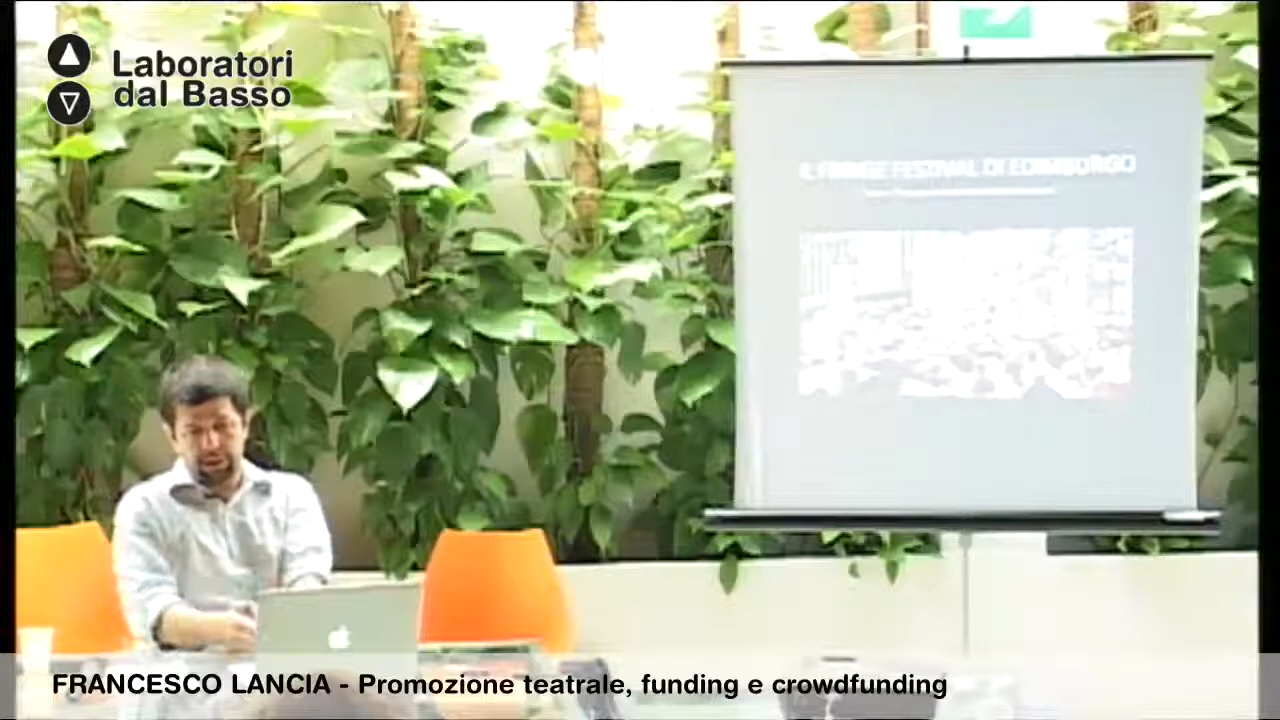 Laboratori
dal Basso
IL FRINGE FESTIVAL DI EDIMBURGO
FRANCESCO LANCIA - Promozione teatrale, funding e crowdfunding